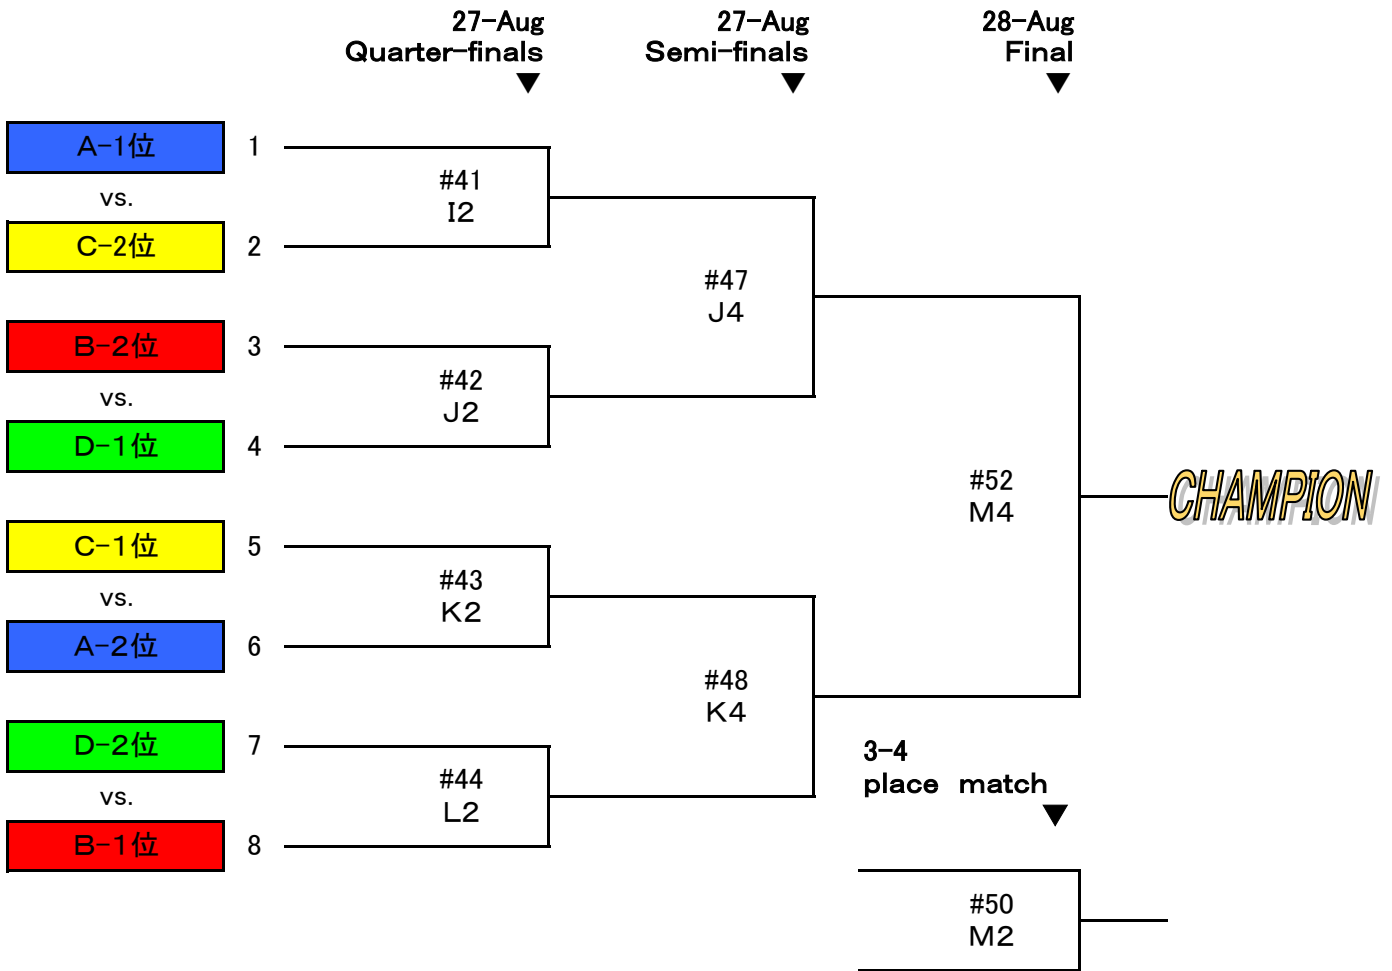 27-Aug
Quarter-finals
27-Aug
Semi-finals
28-Aug
Final
A-1位
1
#41
I2
vs.
C-2位
2
#47
J4
B-2位
3
#42
J2
vs.
D-1位
4
#52
M4
CHAMPION
C-1位
5
#43
K2
vs.
A-2位
6
#48
K4
D-2位
7
3-4
place match
#44
L2
vs.
B-1位
8
#50
M2